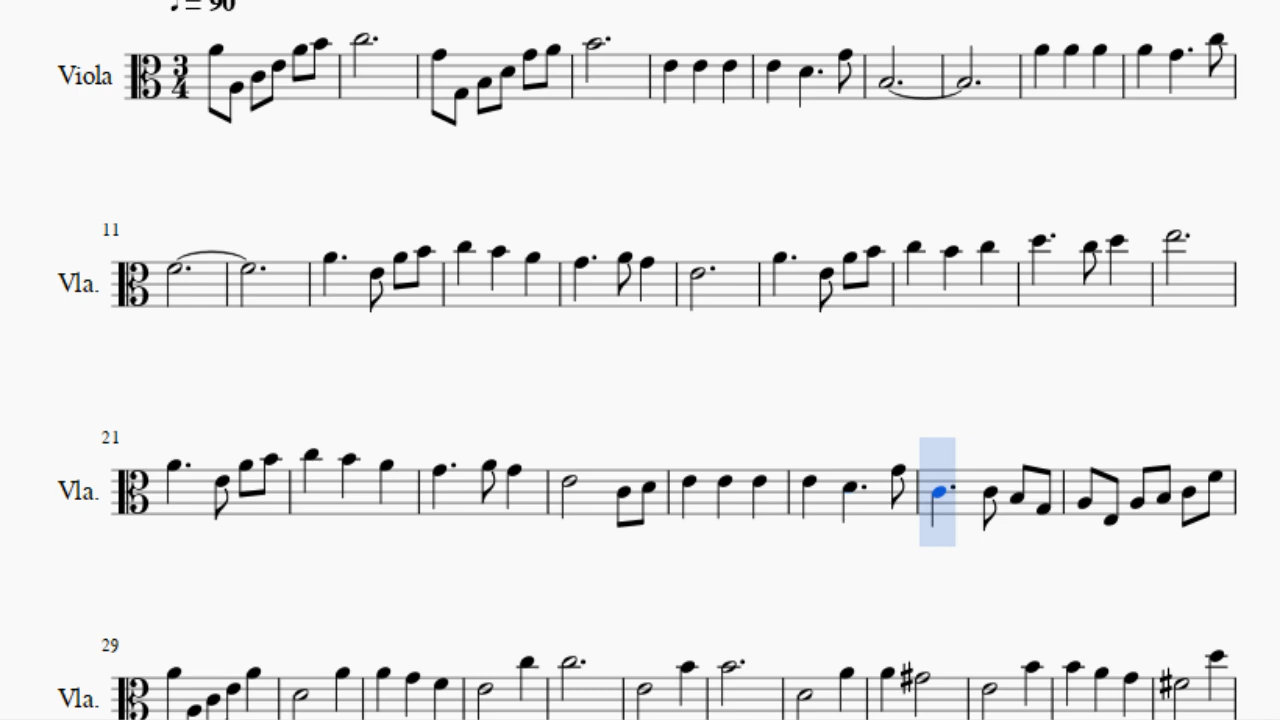 ♩ = 90
Viola
3
4
11
Vla.
21
Vla.
29
Vla.